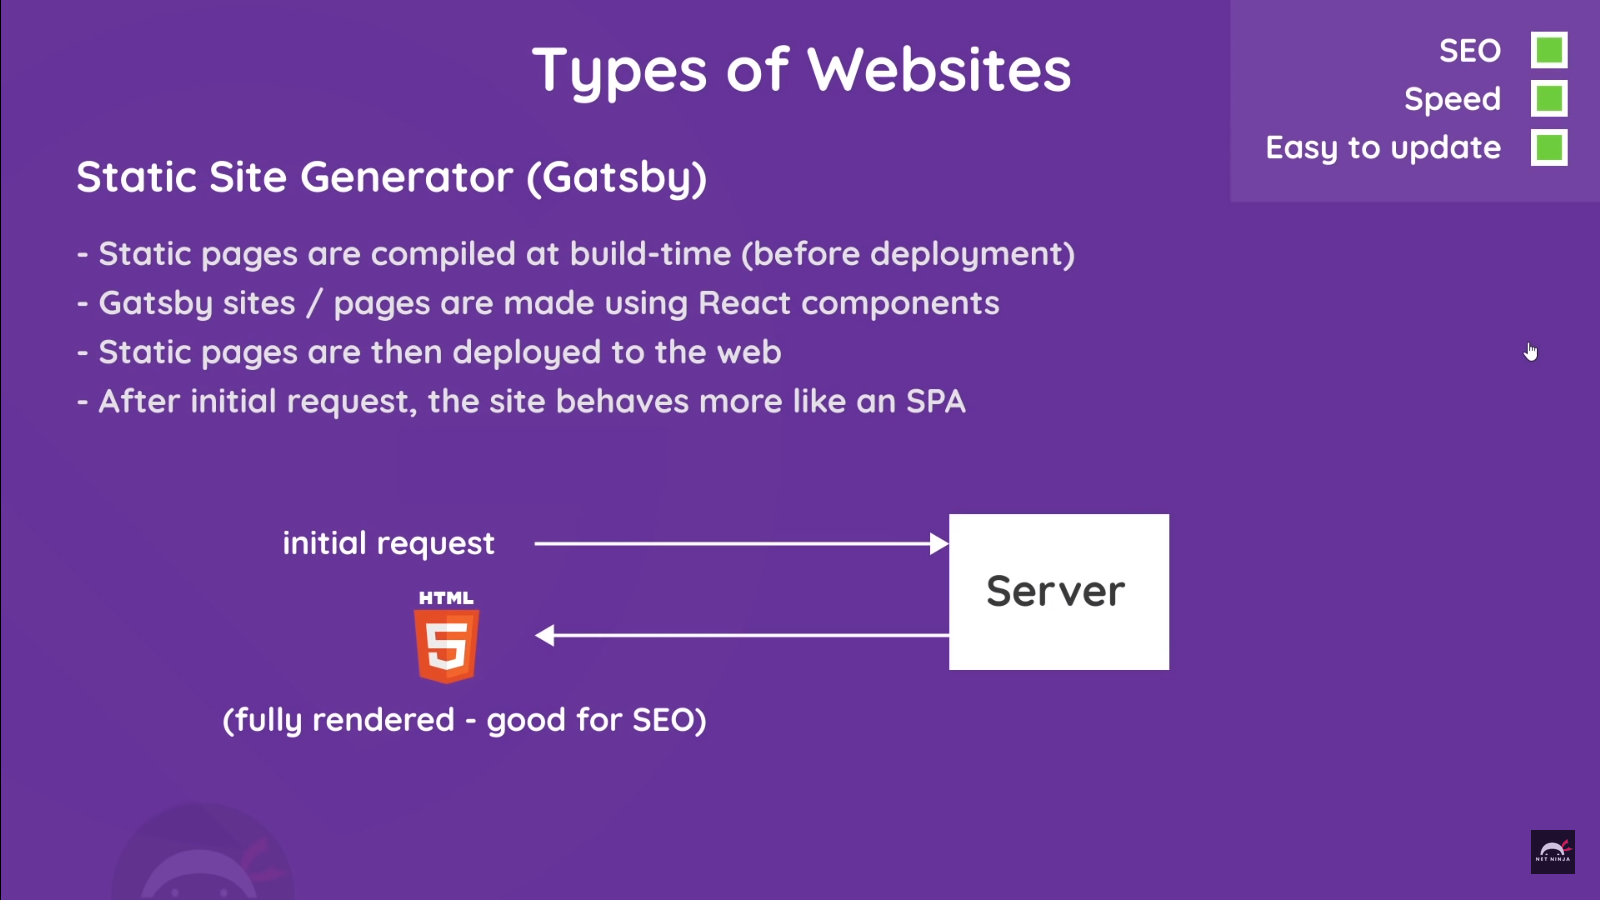 Types of Websites
SEO
Speed
Easy to update
Static Site Generator (Gatsby)
- Static pages are compiled at build-time (before deployment)
- Gatsby sites / pages are made using React components
- Static pages are then deployed to the web
- After initial request, the site behaves more like an SPA
initial request
Server
HTML
5
(fully rendered - good for SEO)
NET NINJA